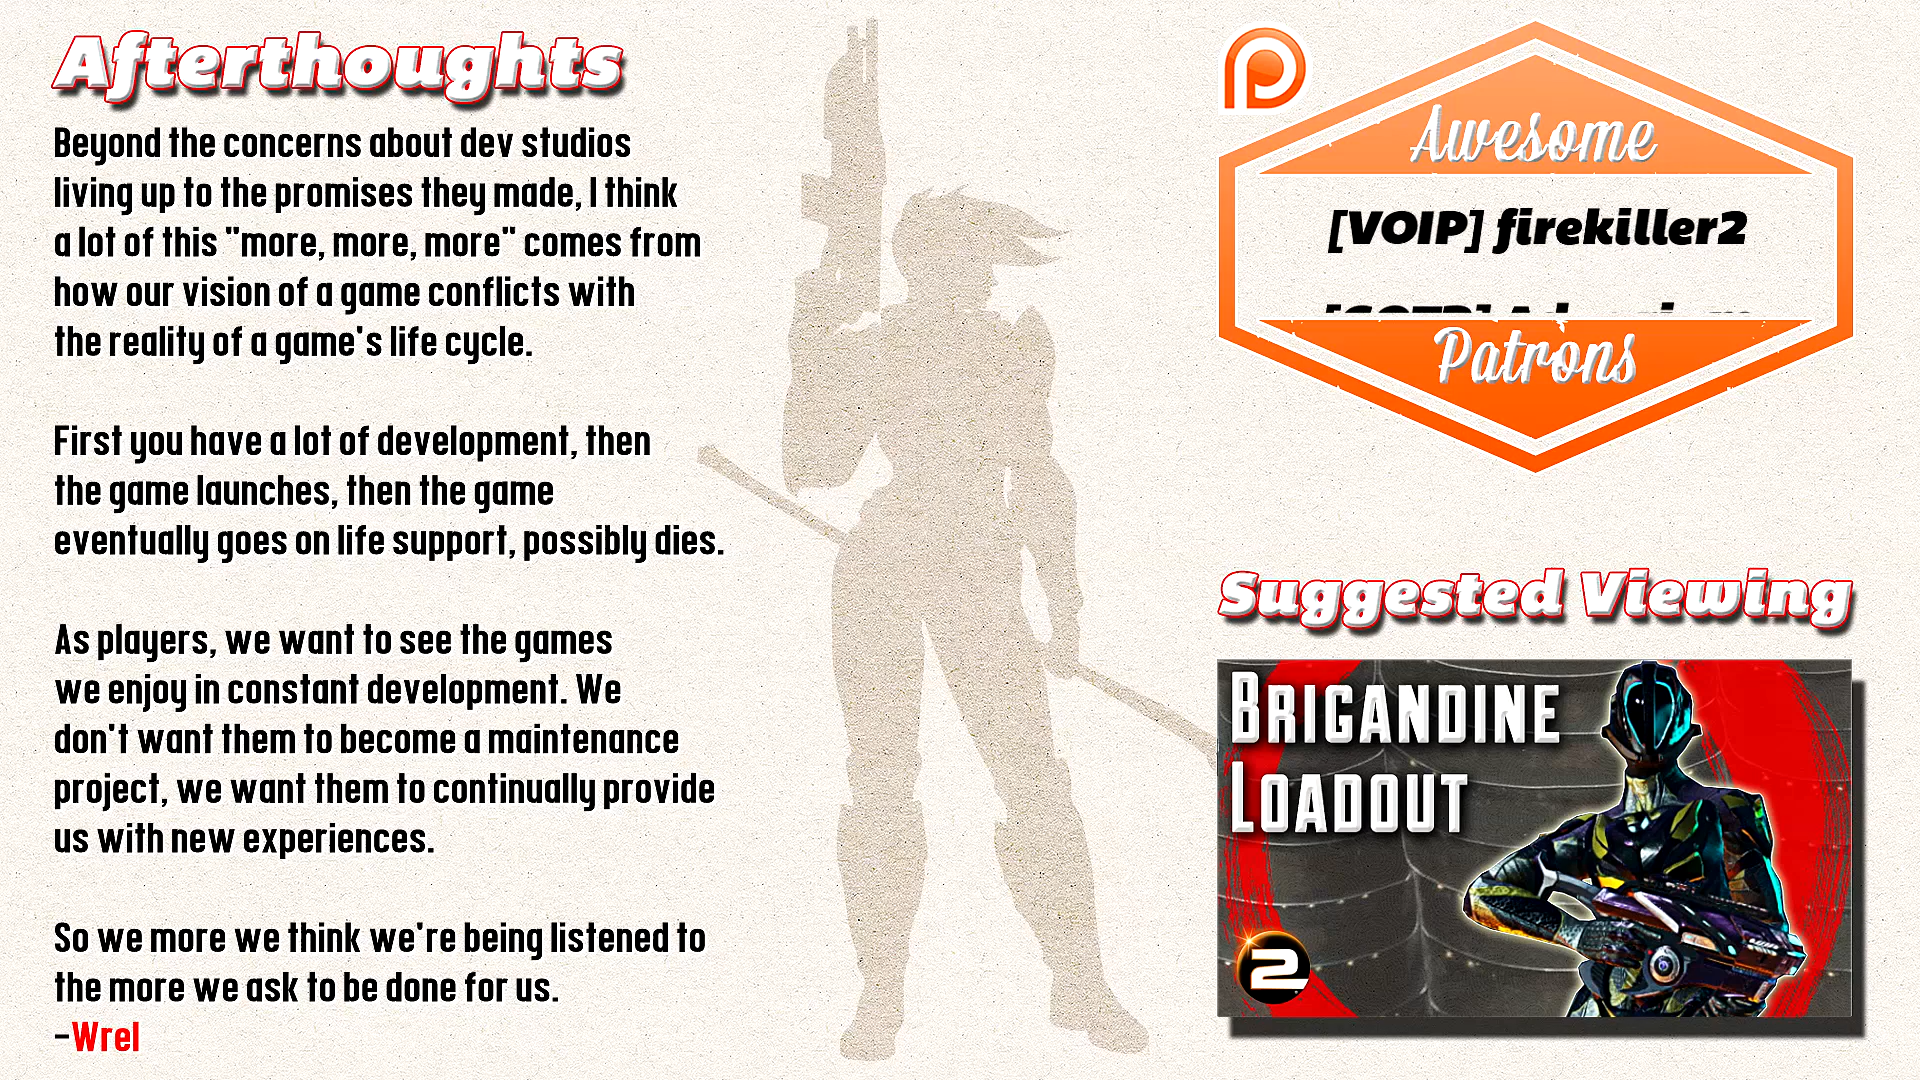 Afterthoughts
Beyond the concerns about dev studios
living up to the promises they made, I think
a lot of this "more, more, more" comes from
how our vision of a game conflicts with
the reality of a game's life cycle.
First you have a lot of development, then
the game launches, then the game
eventually goes on life support, possibly dies.
As players, we want to see the games
we enjoy in constant development. We
don't want them to become a maintenance
project, we want them to continually provide
us with new experiences.
So we more we think we're being listened to
the more we ask to be done for us.
-Wrel
Awesome
[VOIP] firekiller2
Patrons
Suggested Viewing
BRIGANDINE
LOADOUT
2